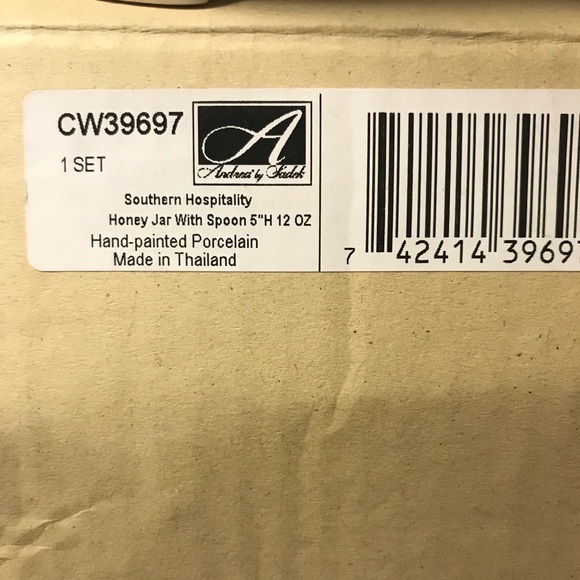 CW39697
1 SET
A
Andrea by Sadek
Southern Hospitality
Honey Jar With Spoon 5"H 12 OZ
Hand-painted Porcelain
Made in Thailand
7 42414 39697